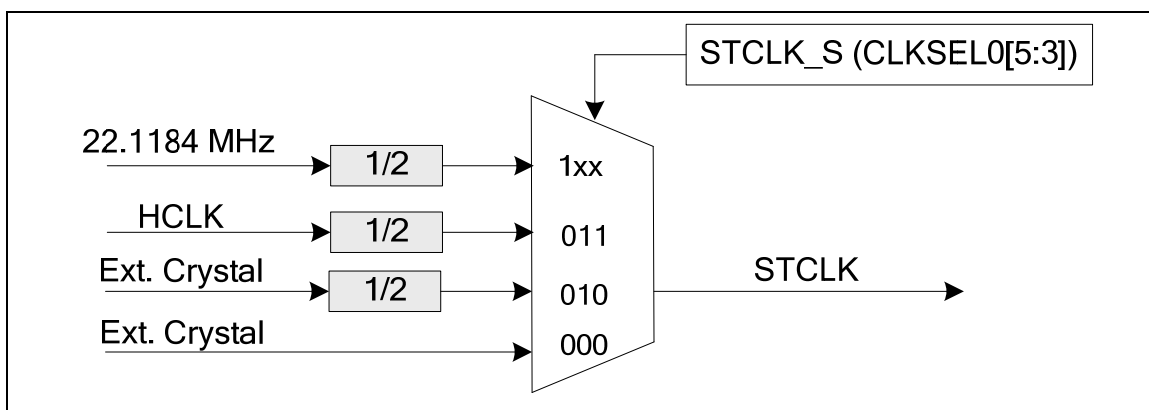 STCLK_S (CLKSEL0[5:3])
22.1184 MHz
1/2
1xx
HCLK
1/2
011
Ext. Crystal
1/2
010
STCLK
Ext. Crystal
000